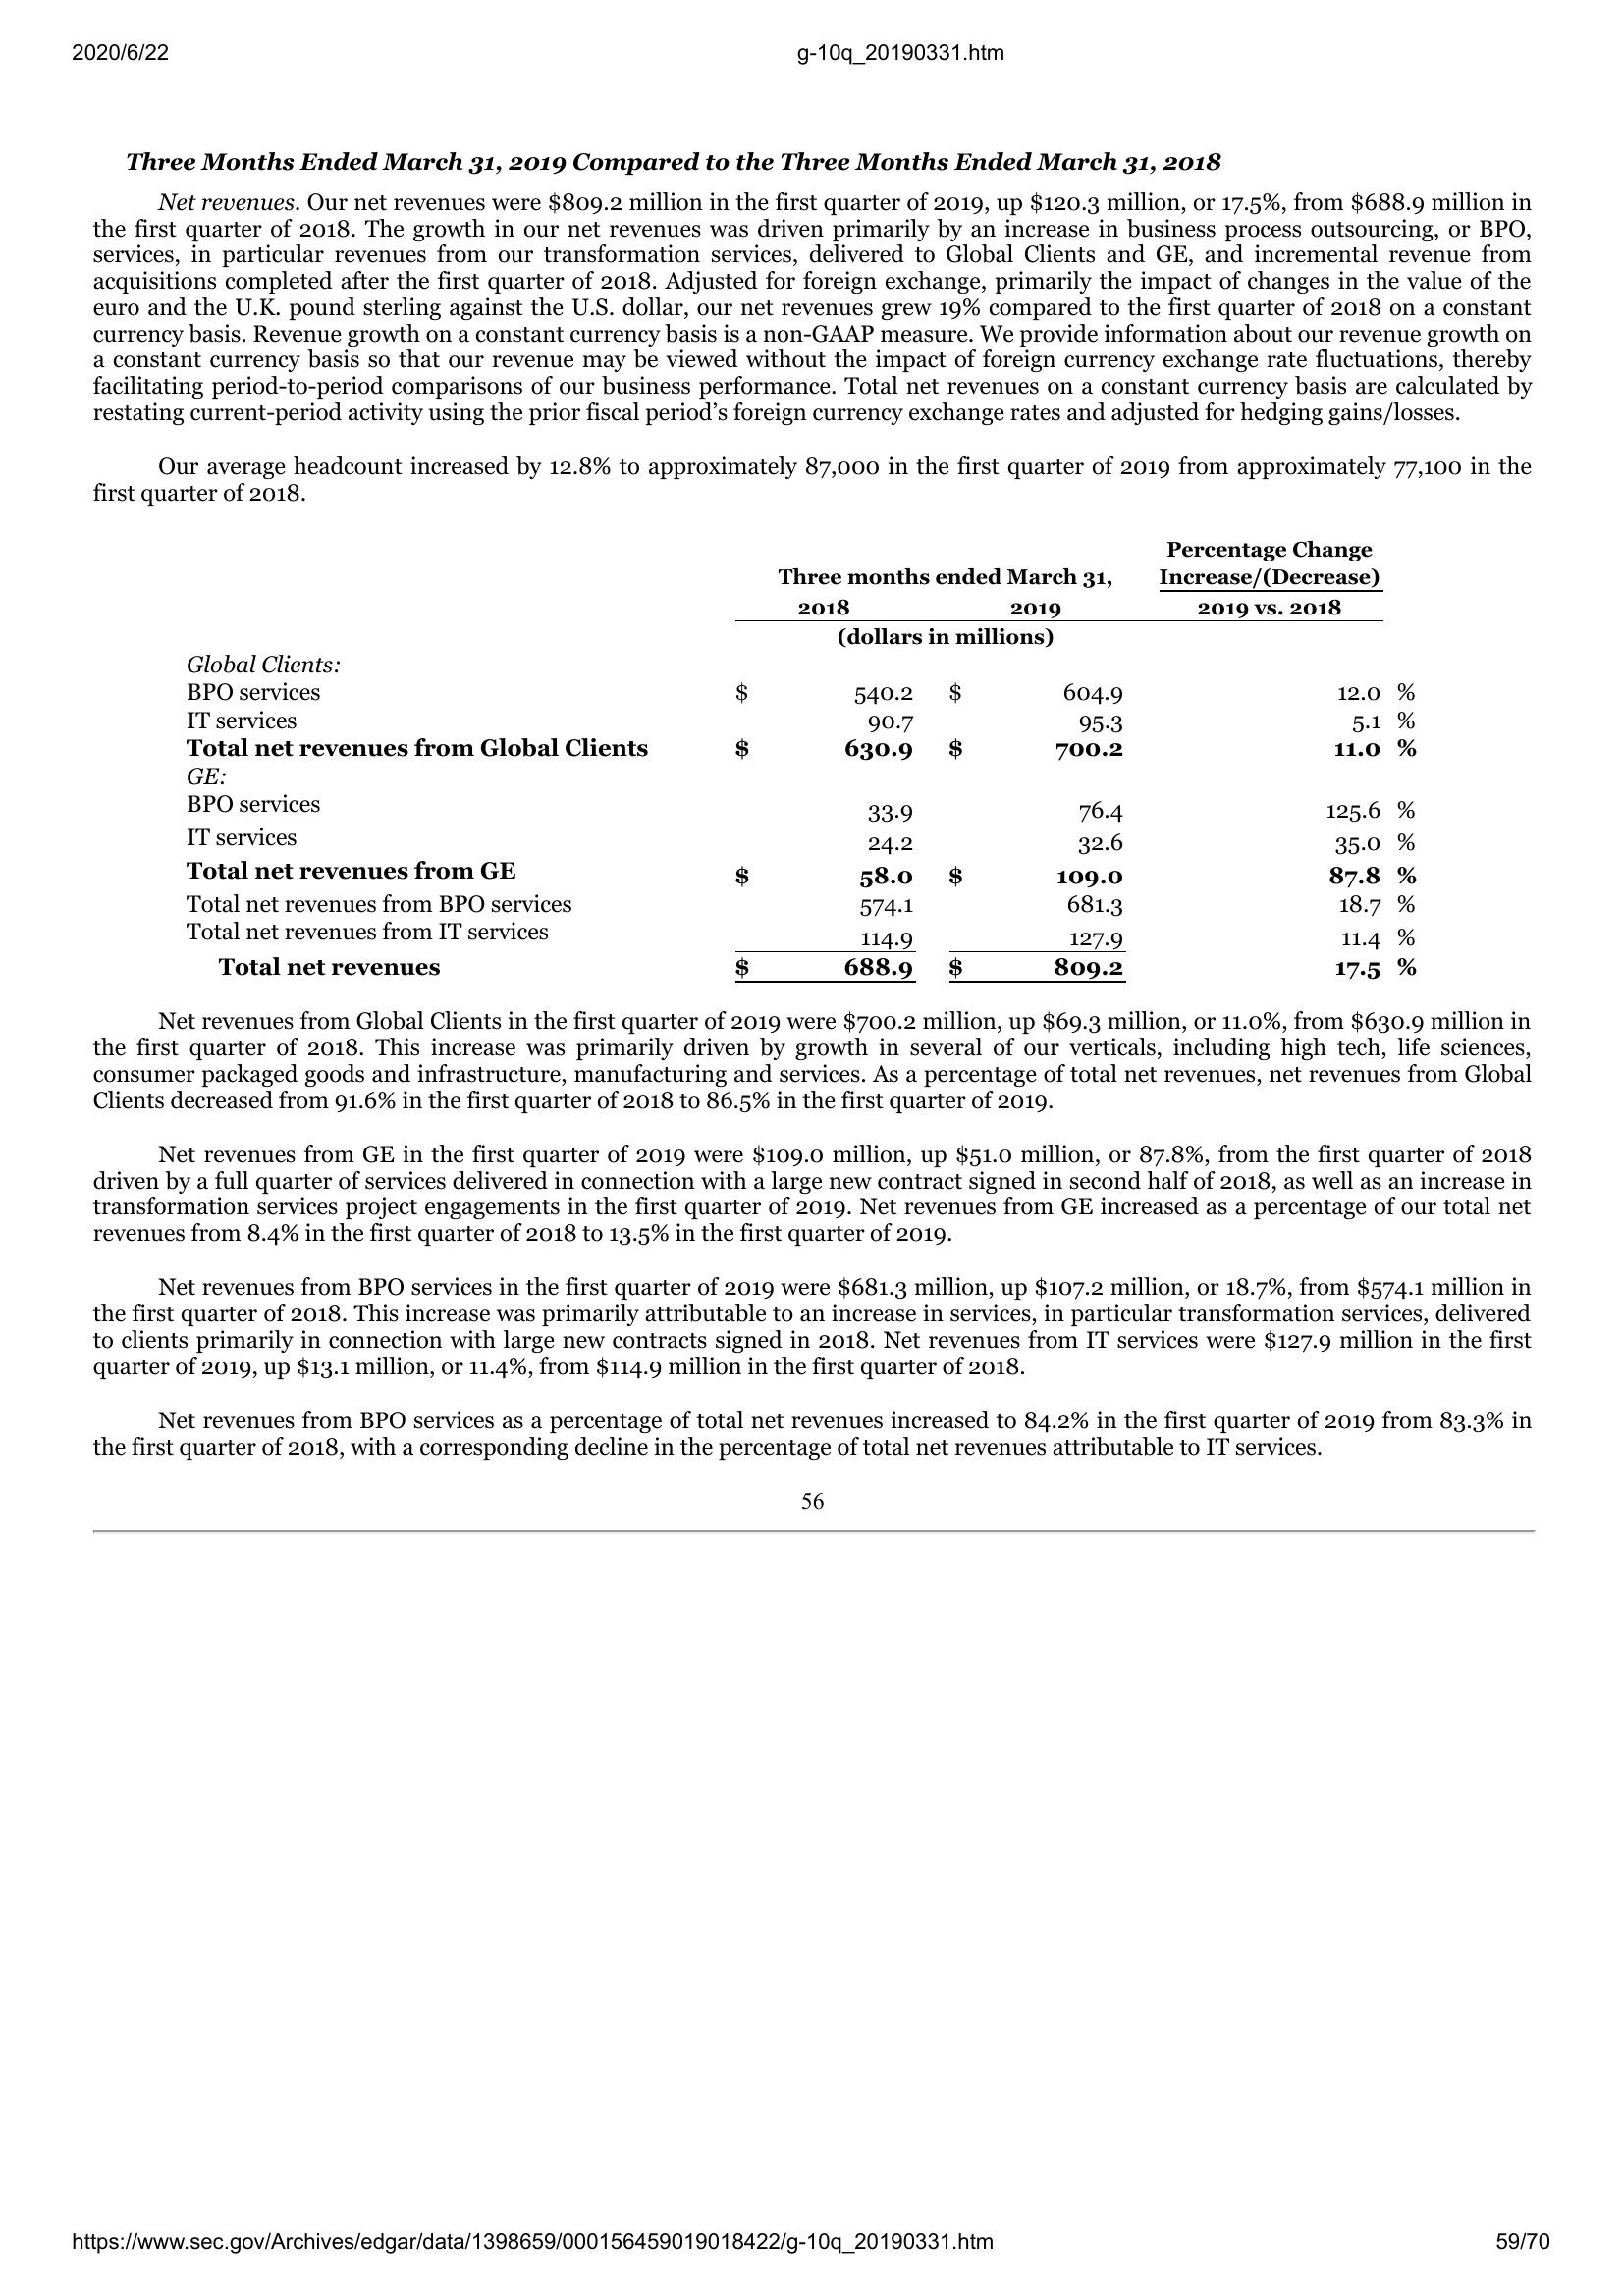 2020/6/22 g-10q_20190331.htm
Three Months Ended March 31, 2019 Compared to the Three Months Ended March 31, 2018
Net revenues. Our net revenues were $809.2 million in the first quarter of 2019, up $120.3 million, or 17.5%, from $688.9 million in
the first quarter of 2018. The growth in our net revenues was driven primarily by an increase in business process outsourcing, or BPO,
services, in particular revenues from our transformation services, delivered to Global Clients and GE, and incremental revenue from
acquisitions completed after the first quarter of 2018. Adjusted for foreign exchange, primarily the impact of changes in the value of the
euro and the U.K. pound sterling against the U.S. dollar, our net revenues grew 19% compared to the first quarter of 2018 on a constant
currency basis. Revenue growth on a constant currency basis is a non-GAAP measure. We provide information about our revenue growth on
a constant currency basis so that our revenue may be viewed without the impact of foreign currency exchange rate fluctuations, thereby
facilitating period-to-period comparisons of our business performance. Total net revenues on a constant currency basis are calculated by
restating current-period activity using the prior fiscal period’s foreign currency exchange rates and adjusted for hedging gains/losses.
Our average headcount increased by 12.8% to approximately 87,000 in the first quarter of 2019 from approximately 77,100 in the
first quarter of 2018.
Percentage Change
Three months ended March 31, Increase/(Decrease)
2018 2019 2019 vs. 2018
(dollars in millions)
Global Clients:
BPO services $ 540.2 $ 604.9 12.0 %
IT services 90.7 95.3 5.1 %
Total net revenues from Global Clients $ 630.9 $ 700.2 11.0 %
GE:
BPO services 33.9 76.4 125.6 %
IT services 24.2 32.6 35.0 %
Total net revenues from GE $ 58.0 $ 109.0 87.8 %
Total net revenues from BPO services 574.1 681.3 18.7 %
Total net revenues from IT services 114.9 127.9 11.4 %
Total net revenues $ 688.9 $ 809.2 17.5 %
Net revenues from Global Clients in the first quarter of 2019 were $700.2 million, up $69.3 million, or 11.0%, from $630.9 million in
the first quarter of 2018. This increase was primarily driven by growth in several of our verticals, including high tech, life sciences,
consumer packaged goods and infrastructure, manufacturing and services. As a percentage of total net revenues, net revenues from Global
Clients decreased from 91.6% in the first quarter of 2018 to 86.5% in the first quarter of 2019.
Net revenues from GE in the first quarter of 2019 were $109.0 million, up $51.0 million, or 87.8%, from the first quarter of 2018
driven by a full quarter of services delivered in connection with a large new contract signed in second half of 2018, as well as an increase in
transformation services project engagements in the first quarter of 2019. Net revenues from GE increased as a percentage of our total net
revenues from 8.4% in the first quarter of 2018 to 13.5% in the first quarter of 2019.
Net revenues from BPO services in the first quarter of 2019 were $681.3 million, up $107.2 million, or 18.7%, from $574.1 million in
the first quarter of 2018. This increase was primarily attributable to an increase in services, in particular transformation services, delivered
to clients primarily in connection with large new contracts signed in 2018. Net revenues from IT services were $127.9 million in the first
quarter of 2019, up $13.1 million, or 11.4%, from $114.9 million in the first quarter of 2018.
Net revenues from BPO services as a percentage of total net revenues increased to 84.2% in the first quarter of 2019 from 83.3% in
the first quarter of 2018, with a corresponding decline in the percentage of total net revenues attributable to IT services.
56
https://www.sec.gov/Archives/edgar/data/1398659/000156459019018422/g-10q_20190331.htm 59/70